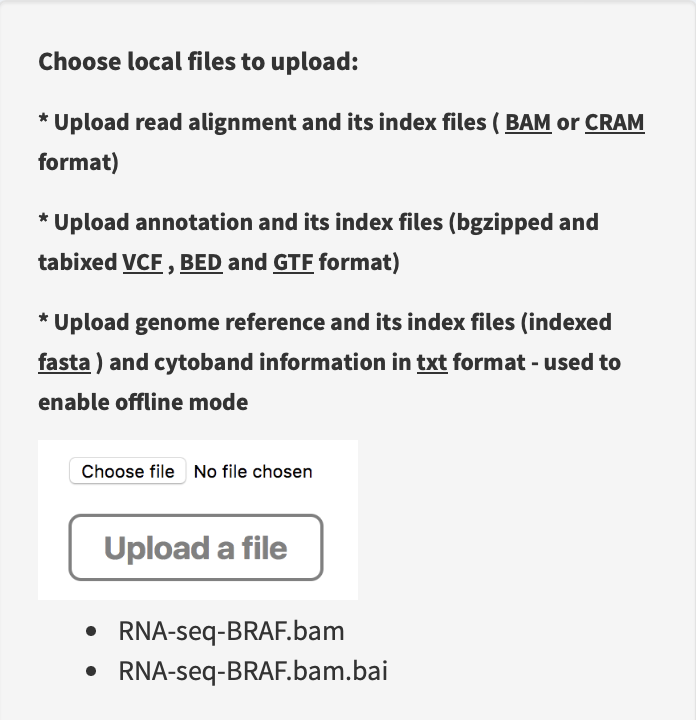 Choose local files to upload:
* Upload read alignment and its index files ( BAM or CRAM
format)
* Upload annotation and its index files (bgzipped and
tabixed VCF , BED and GTF format)
* Upload genome reference and its index files (indexed
fasta ) and cytoband information in txt format - used to
enable offline mode
Choose file No file chosen
Upload a file
• RNA-seq-BRAF.bam
• RNA-seq-BRAF.bam.bai